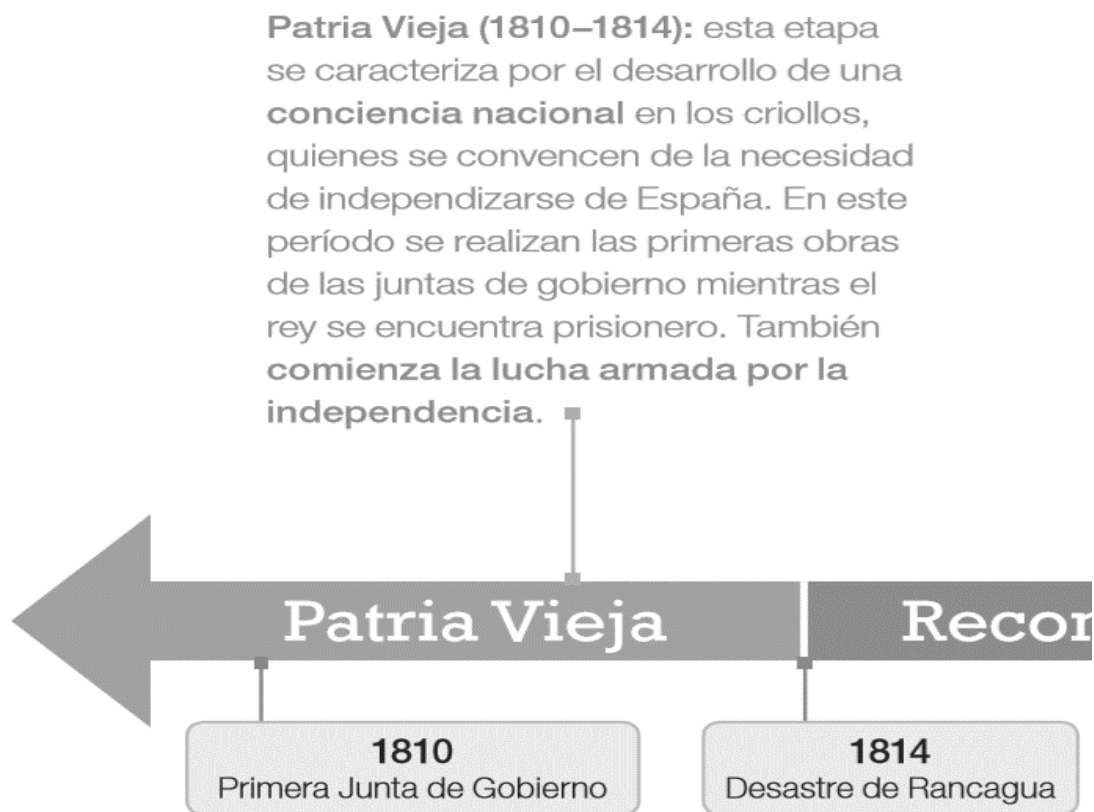 Patria Vieja (1810–1814): esta etapa
se caracteriza por el desarrollo de una
conciencia nacional en los criollos,
quienes se convencen de la necesidad
de independizarse de España. En este
período se realizan las primeras obras
de las juntas de gobierno mientras el
rey se encuentra prisionero. También
comienza la lucha armada por la
independencia.
Patria Vieja
Recon
1810
Primera Junta de Gobierno
1814
Desastre de Rancagua